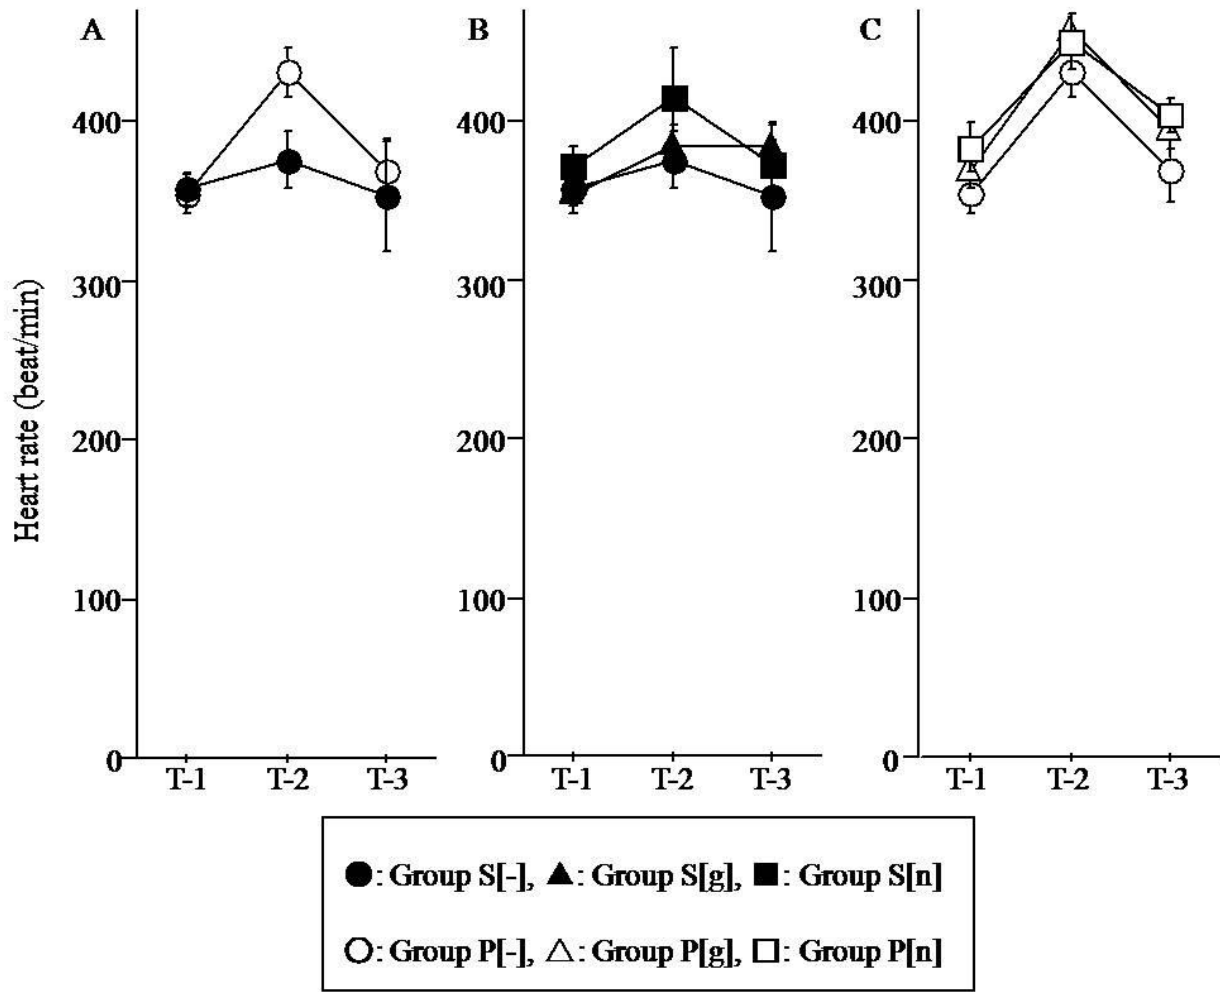 A
B
C
400
300
200
100
0
400
300
200
100
0
400
300
200
100
0
Heart rate (beat/min)
T-1 T-2 T-3
T-1 T-2 T-3
T-1 T-2 T-3
: Group S[-], : Group S[g], : Group S[n]
: Group P[-], : Group P[g], : Group P[n]